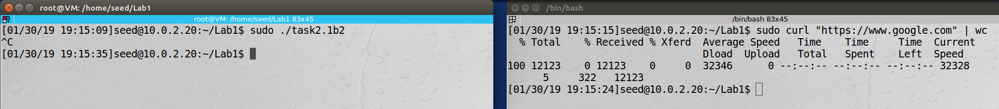 root@VM: /home/seed/Lab1
root@VM: /home/seed/Lab1 83x45
[01/30/19 19:15:09]seed@10.0.2.20:~/Lab1$ sudo ./task2.1b2
^C
[01/30/19 19:15:35]seed@10.0.2.20:~/Lab1$
/bin/bash
/bin/bash 83x45
[01/30/19 19:15:15]seed@10.0.2.20:~/Lab1$ sudo curl "https://www.google.com" | wc
  % Total    % Received % Xferd  Average Speed   Time    Time     Time  Current
                                 Dload  Upload   Total   Spent    Left  Speed
100 12123    0 12123    0     0  32346      0 --:--:-- --:--:-- --:--:-- 32328
      5     322   12123
[01/30/19 19:15:24]seed@10.0.2.20:~/Lab1$